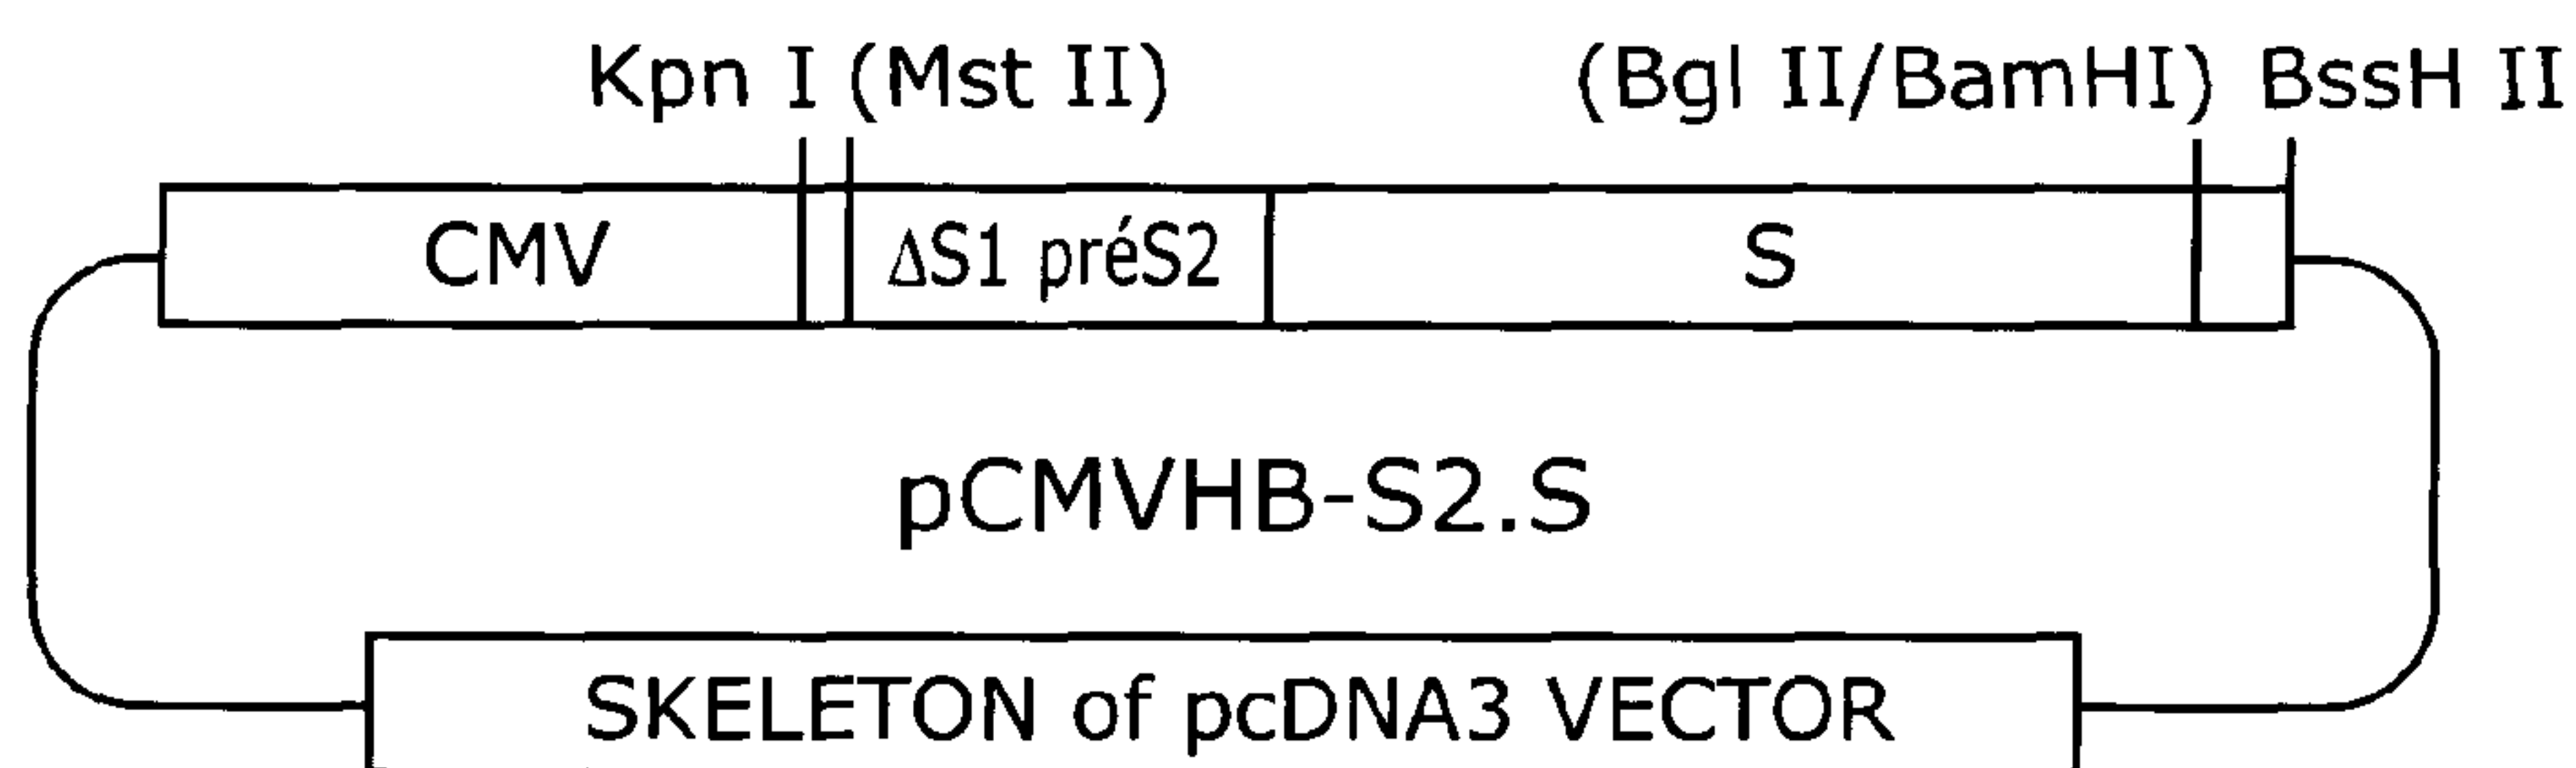 Kpn I (Mst II) (Bgl II/BamHI) BssH II
CMV ΔS1 préS2 S
pCMVHB-S2.S
SKELETON of pcDNA3 VECTOR